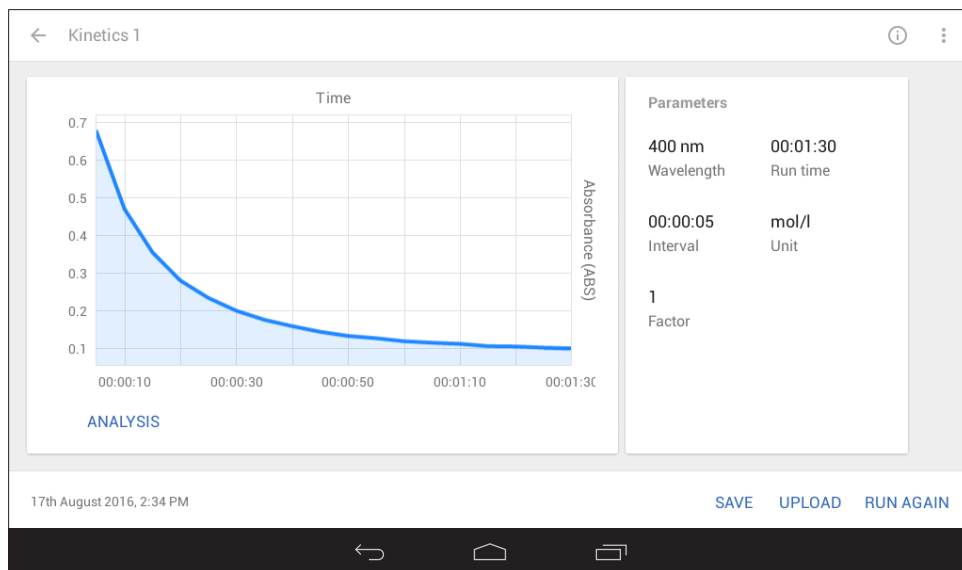 Kinetics 1
Time
0.7
0.6
0.5
0.4
0.3
0.2
0.1
Absorbance (ABS)
00:00:10 00:00:30 00:00:50 00:01:10 00:01:30
ANALYSIS
Parameters
400 nm 00:01:30
Wavelength Run time
00:00:05 mol/l
Interval Unit
1
Factor
17th August 2016, 2:34 PM
SAVE UPLOAD RUN AGAIN